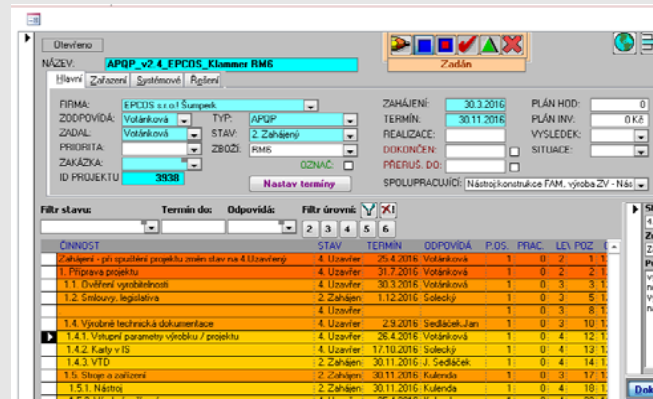 Otevřeno
NÁZEV: APQP_v2.4_EPCOS_Klammer RM6
Zadán
Hlavní Zařazení Systémové Řešení
FIRMA: EPCOS s.r.o.! Šumperk
ZODPOVÍDÁ: Votánková TYP: APQP
ZADAL: Votánková STAV: 2. Zahájený
PRIORITA: ZBOŽÍ: RM6
ZAKÁZKA: OZNAČ:
ID PROJEKTU 3938 Nastav termíny
ZAHÁJENÍ: 30.3.2016 PLÁN HOD: 0
TERMÍN: 30.11.2016 PLÁN INV: 0 Kč
REALIZACE: VÝSLEDEK:
DOKONČEN: SITUACE:
PŘERUŠ. DO:
SPOLUPRACUJÍCÍ: Nástroj:konstrukce FAM, výroba ZV - Nás
Filtr stavu: Termín do: Odpovídá: Filtr úrovní:
2 3 4 5 6
ČINNOST STAV TERMÍN ODPOVÍDÁ P.OS. PRAC. LEV POZ
Zahájení - při spuštění projektu změn stav na 4.Uzavřený 4. Uzavřer 25.4.2016 Votánková 1 0 2 1
1. Příprava projektu 4. Uzavřer 31.7.2016 Votánková 1 0 2 2
1.1. Ověření vyrobitelnosti 4. Uzavřer 30.3.2016 Votánková 1 0 3 3
1.2. Smlouvy, legislativa 2. Zahájen 1.12.2016 Solecký 1 0 3 5
4. Uzavřer 1 0 3 8
1.4. Výrobně technická dokumentace 4. Uzavřer 2.9.2016 Sedláček.Jan 1 0 3 10
1.4.1. Vstupní parametry výrobku / projektu 4. Uzavřer 26.4.2016 Votánková 1 0 4 12
1.4.2. Karty v IS 4. Uzavřer 17.10.2016 Solecký 1 0 4 13
1.4.3. VTD 2. Zahájen 30.11.2016 J. Sedláček 1 0 4 14
1.5. Stroje a zařízení 2. Zahájen 30.11.2016 Kulenda 1 0 3 17
1.5.1. Nástroj 2. Zahájen 30.11.2016 Kulenda 1 0 4 18
Dok